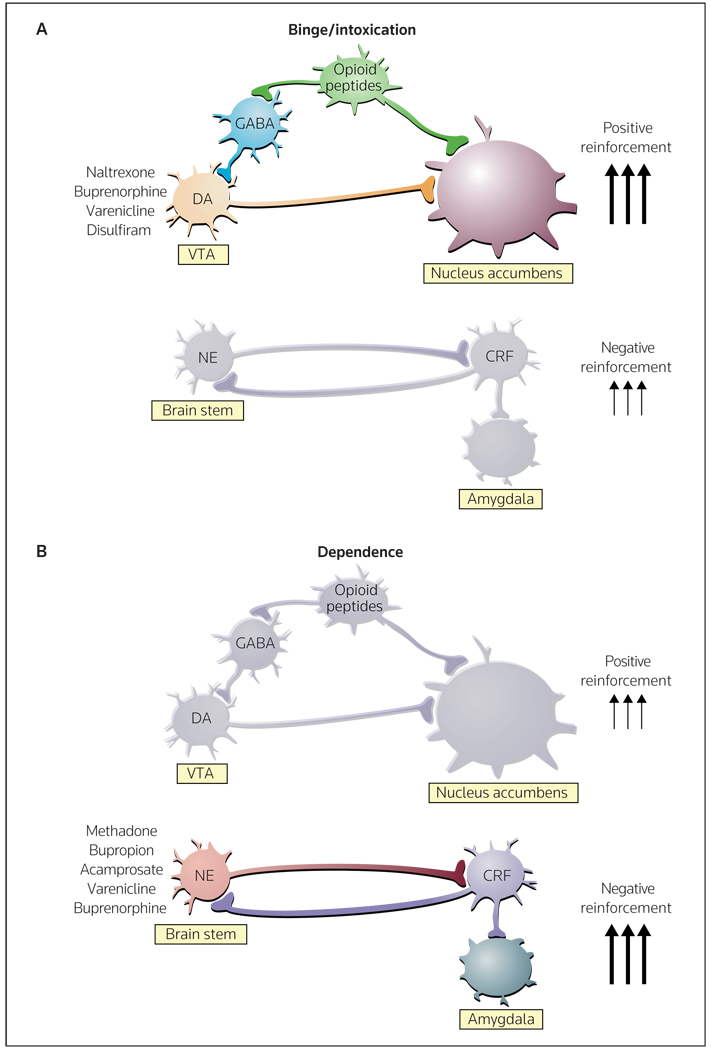 A
Binge/intoxication
Opioid
peptides
GABA
Positive
reinforcement
Naltrexone
Buprenorphine
Varenicline
Disulfiram
DA
VTA
Nucleus accumbens
NE
CRF
Negative
reinforcement
Brain stem
Amygdala
B
Dependence
Opioid
peptides
GABA
Positive
reinforcement
DA
VTA
Nucleus accumbens
Methadone
Bupropion
Acamprosate
Varenicline
Buprenorphine
NE
CRF
Negative
reinforcement
Brain stem
Amygdala